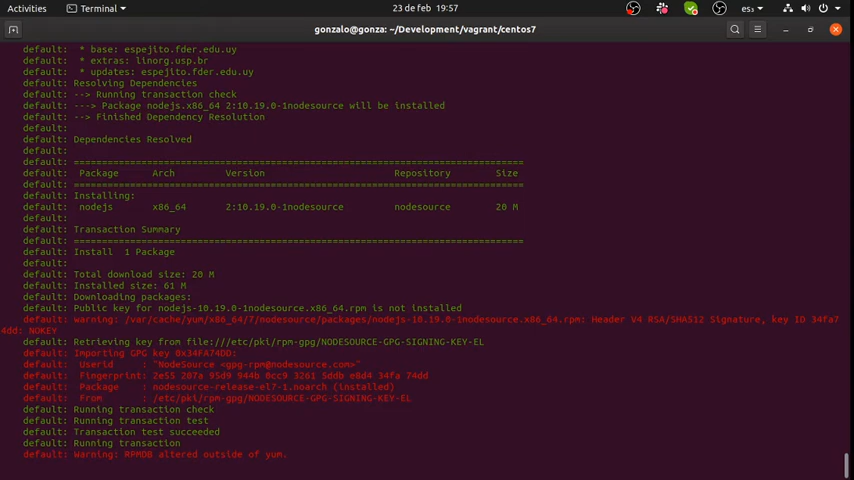 Activities
Terminal
23 de feb 19:57
es₃
gonzalo@gonza: ~/Development/vagrant/centos7
default:  * base: espejito.fder.edu.uy
default:  * extras: linorg.usp.br
default:  * updates: espejito.fder.edu.uy
default: Resolving Dependencies
default: --> Running transaction check
default: ---> Package nodejs.x86_64 2:10.19.0-1nodesource will be installed
default: --> Finished Dependency Resolution
default:
default: Dependencies Resolved
default:
default: ================================================================================
default:  Package Arch Version Repository Size
default: ================================================================================
default: Installing:
default:  nodejs x86_64 2:10.19.0-1nodesource nodesource 20 M
default:
default: Transaction Summary
default: ================================================================================
default: Install  1 Package
default:
default: Total download size: 20 M
default: Installed size: 61 M
default: Downloading packages:
default: Public key for nodejs-10.19.0-1nodesource.x86_64.rpm is not installed
default: warning: /var/cache/yum/x86_64/7/nodesource/packages/nodejs-10.19.0-1nodesource.x86_64.rpm: Header V4 RSA/SHA512 Signature, key ID 34fa7
4dd: NOKEY
default: Retrieving key from file:///etc/pki/rpm-gpg/NODESOURCE-GPG-SIGNING-KEY-EL
default: Importing GPG key 0x34FA74DD:
default:  Userid     : "NodeSource <gpg-rpm@nodesource.com>"
default:  Fingerprint: 2e55 207a 95d9 944b 0cc9 3261 5ddb e8d4 34fa 74dd
default:  Package    : nodesource-release-el7-1.noarch (installed)
default:  From       : /etc/pki/rpm-gpg/NODESOURCE-GPG-SIGNING-KEY-EL
default: Running transaction check
default: Running transaction test
default: Transaction test succeeded
default: Running transaction
default: Warning: RPMDB altered outside of yum.